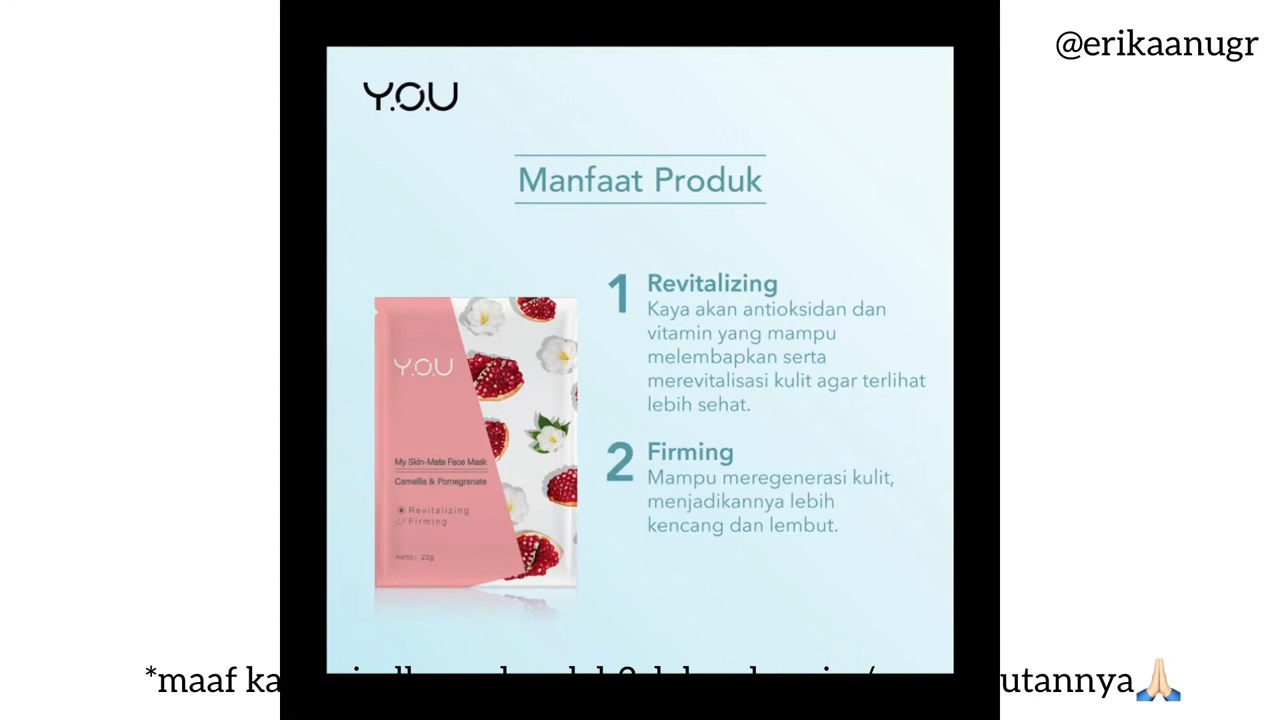 @erikaanugr
Y.O.U
Manfaat Produk
1 Revitalizing
Kaya akan antioksidan dan
vitamin yang mampu
melembapkan serta
merevitalisasi kulit agar terlihat
lebih sehat.
2 Firming
Mampu meregenerasi kulit,
menjadikannya lebih
kencang dan lembut.
Y.O.U
My Skin-Mate Face Mask
Camellia & Pomegranate
Revitalizing
Firming
netto: 22g
*maaf utannya🙏🏻